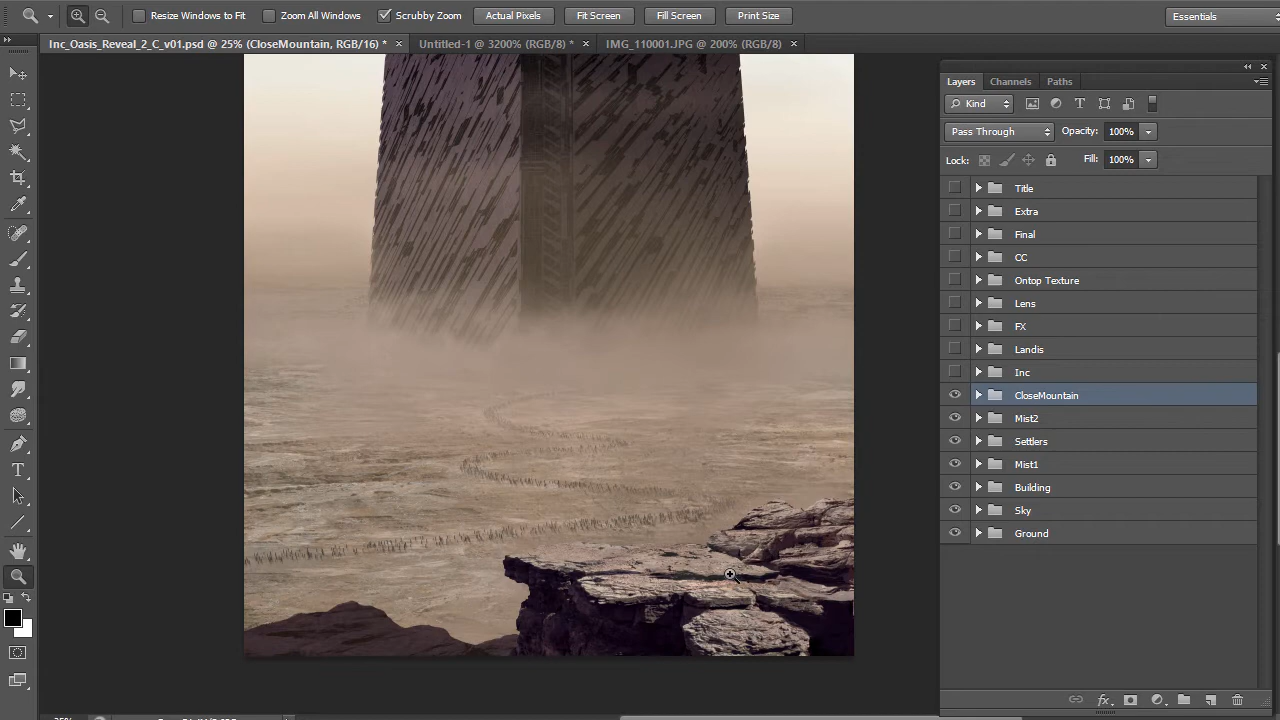 Resize Windows to Fit Zoom All Windows Scrubby Zoom Actual Pixels Fit Screen Fill Screen Print Size Essentials
Inc_Oasis_Reveal_2_C_v01.psd @ 25% (CloseMountain, RGB/16) * × Untitled-1 @ 3200% (RGB/8) * × IMG_110001.JPG @ 200% (RGB/8) ×
Layers Channels Paths
Kind
Pass Through Opacity: 100%
Lock: Fill: 100%
Title
Extra
Final
CC
Ontop Texture
Lens
FX
Landis
Inc
CloseMountain
Mist2
Settlers
Mist1
Building
Sky
Ground